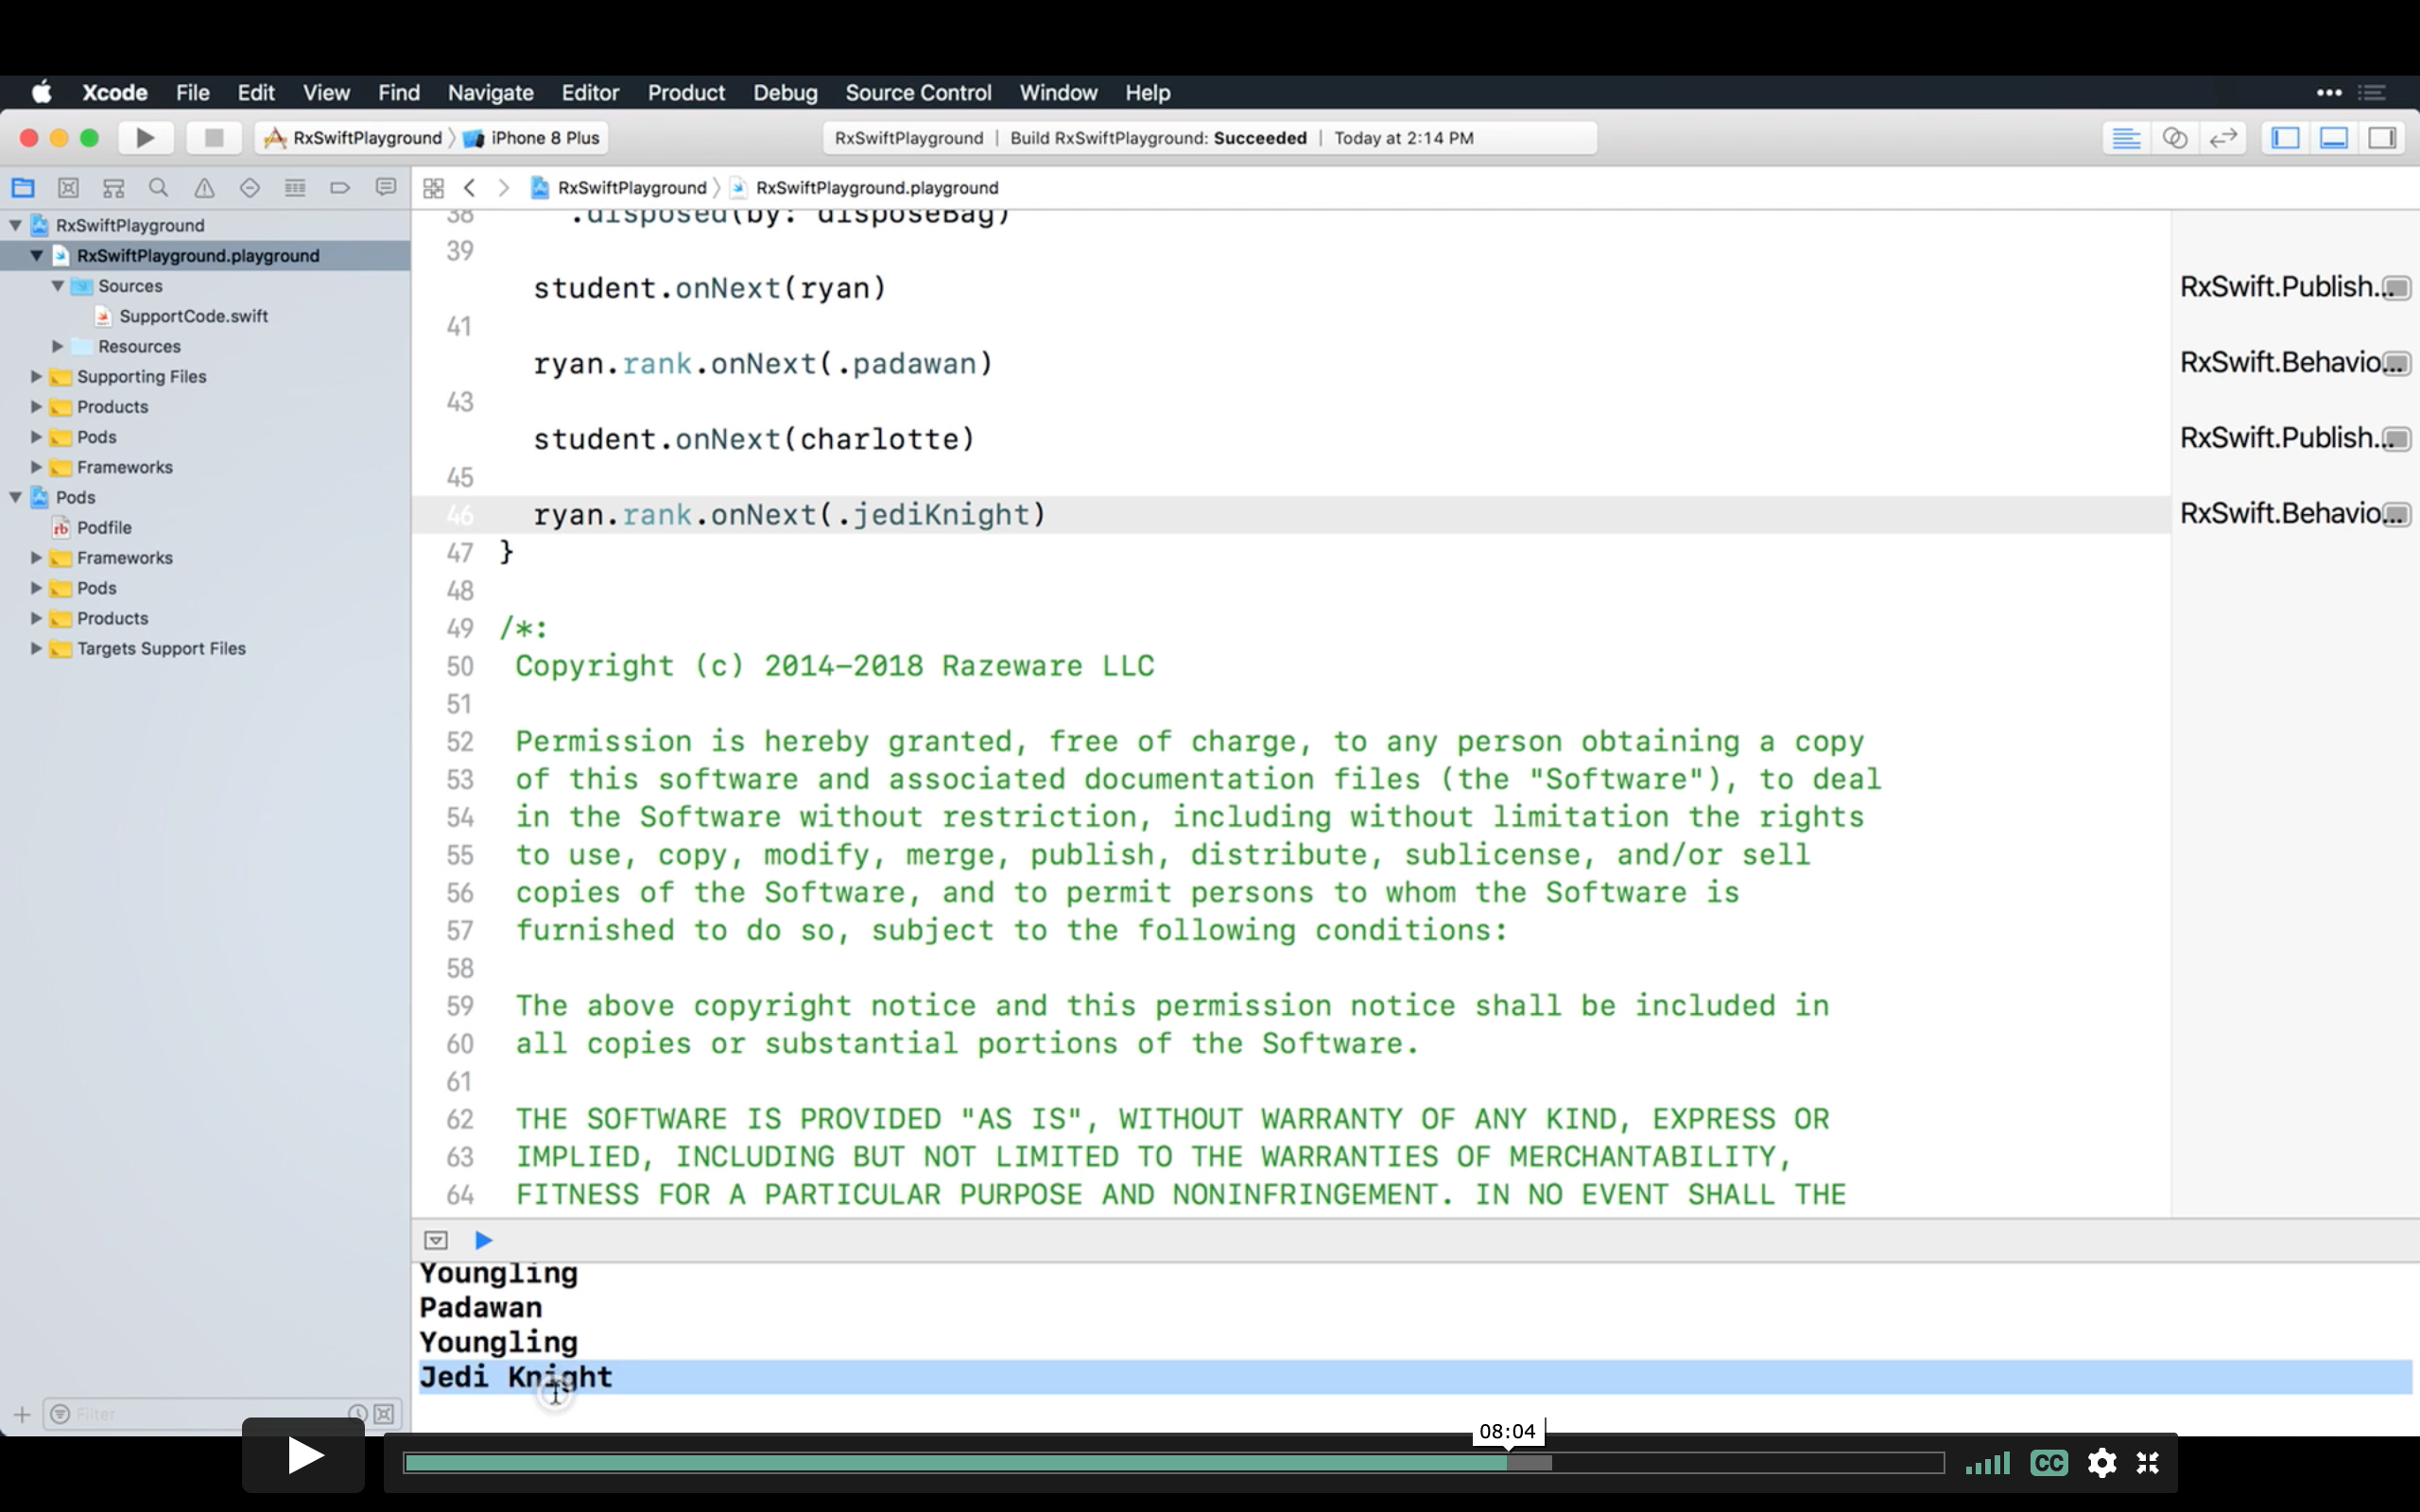 Xcode File Edit View Find Navigate Editor Product Debug Source Control Window Help
RxSwiftPlayground iPhone 8 Plus
RxSwiftPlayground | Build RxSwiftPlayground: Succeeded | Today at 2:14 PM
RxSwiftPlayground RxSwiftPlayground.playground
RxSwiftPlayground
RxSwiftPlayground.playground
Sources
SupportCode.swift
Resources
Supporting Files
Products
Pods
Frameworks
Pods
rb Podfile
Frameworks
Pods
Products
Targets Support Files
Filter
38 .disposed(by: disposeBag)
39
student.onNext(ryan) RxSwift.Publish...
41
ryan.rank.onNext(.padawan) RxSwift.Behavio...
43
student.onNext(charlotte) RxSwift.Publish...
45
46 ryan.rank.onNext(.jediKnight) RxSwift.Behavio...
47 }
48
49 /*:
50 Copyright (c) 2014–2018 Razeware LLC
51
52 Permission is hereby granted, free of charge, to any person obtaining a copy
53 of this software and associated documentation files (the "Software"), to deal
54 in the Software without restriction, including without limitation the rights
55 to use, copy, modify, merge, publish, distribute, sublicense, and/or sell
56 copies of the Software, and to permit persons to whom the Software is
57 furnished to do so, subject to the following conditions:
58
59 The above copyright notice and this permission notice shall be included in
60 all copies or substantial portions of the Software.
61
62 THE SOFTWARE IS PROVIDED "AS IS", WITHOUT WARRANTY OF ANY KIND, EXPRESS OR
63 IMPLIED, INCLUDING BUT NOT LIMITED TO THE WARRANTIES OF MERCHANTABILITY,
64 FITNESS FOR A PARTICULAR PURPOSE AND NONINFRINGEMENT. IN NO EVENT SHALL THE
Youngling
Padawan
Youngling
Jedi Knight
08:04
CC